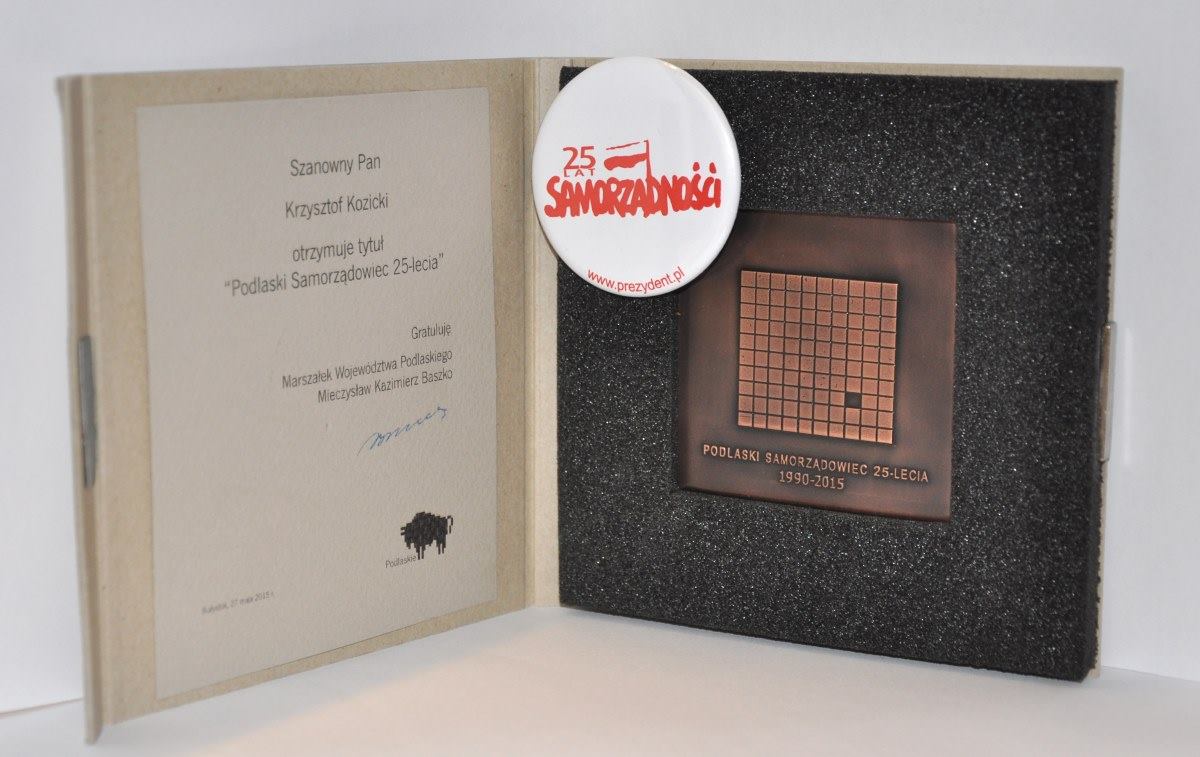 Szanowny Pan
Krzysztof Kozicki
otrzymuje tytuł
"Podlaski Samorządowiec 25-lecia"
Gratuluję
Marszałek Województwa Podlaskiego
Mieczysław Kazimierz Baszko
Podlaskie
Białystok, 27 maja 2015 r.
25
LAT
SAMORZĄDNOŚCI
www.prezydent.pl
PODLASKI SAMORZĄDOWIEC 25-LECIA
1990-2015